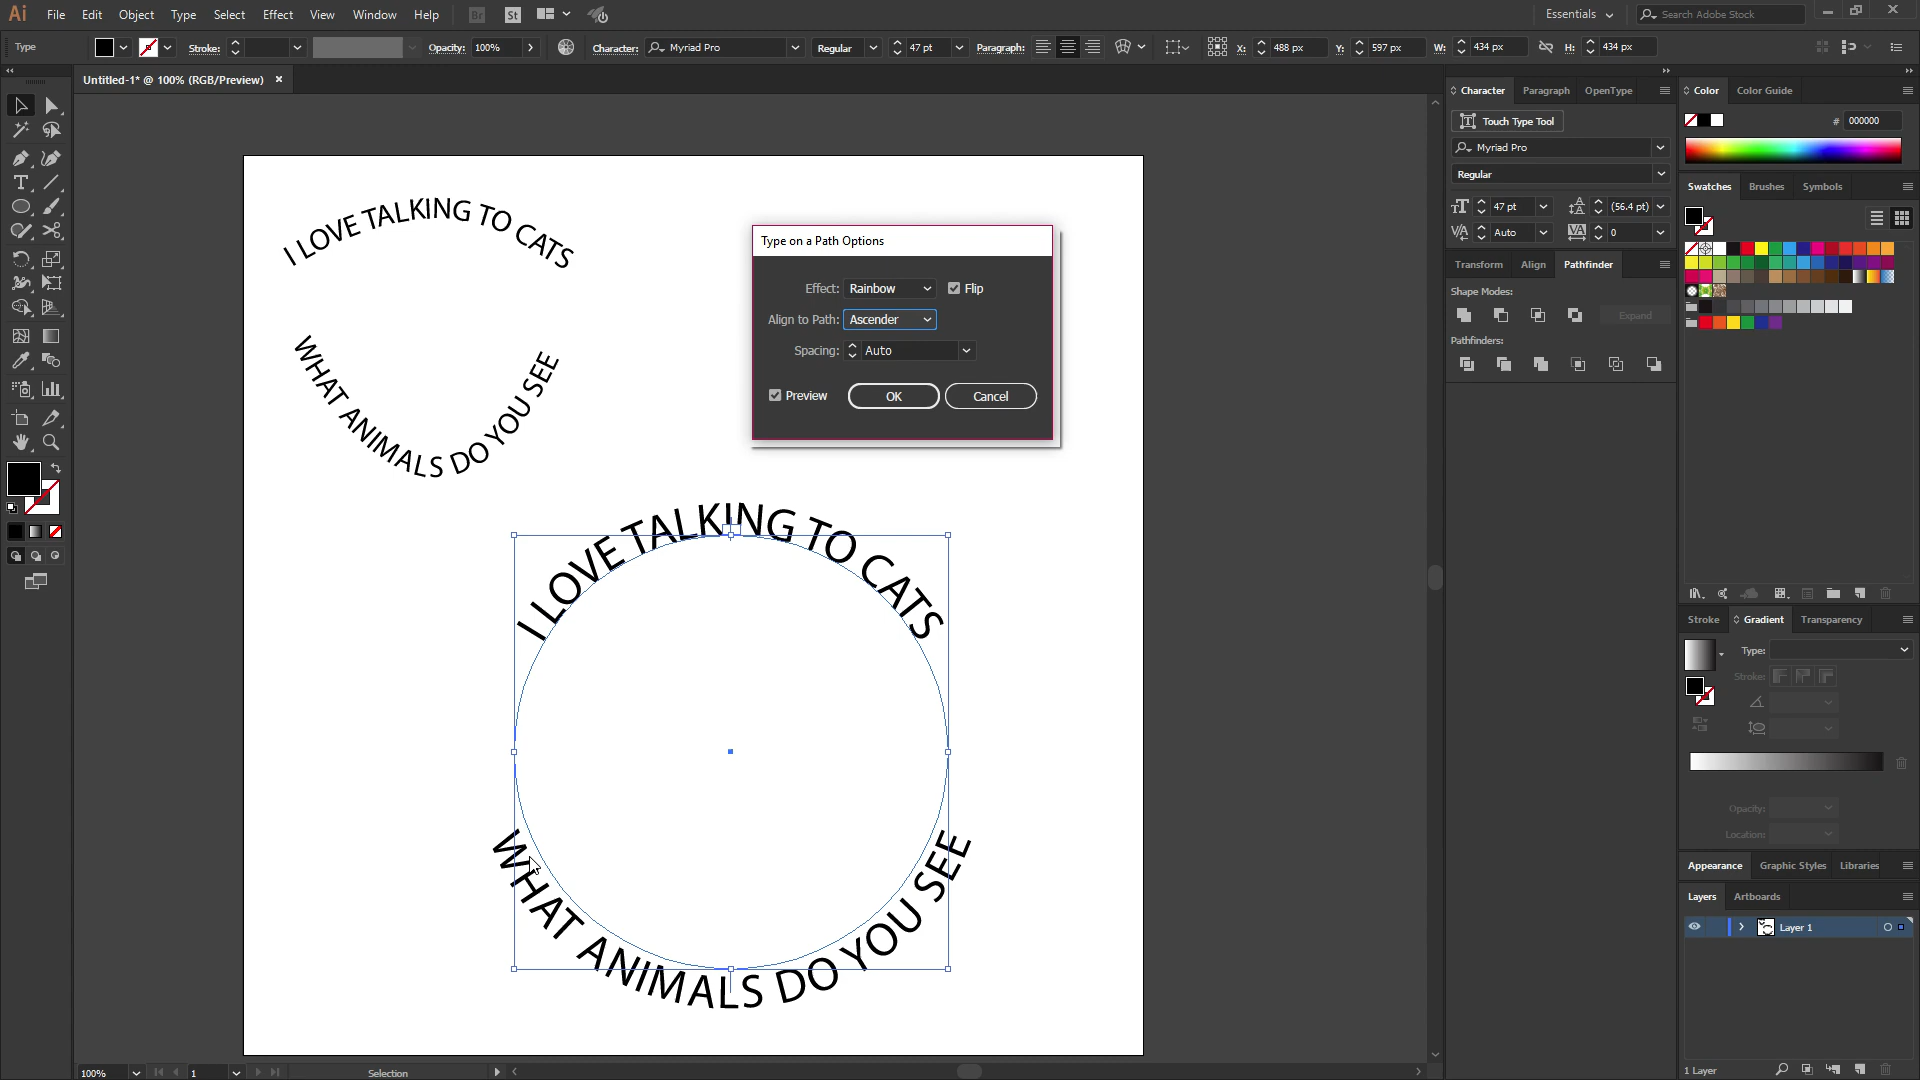 Ai File Edit Object Type Select Effect View Window Help Br St Essentials Search Adobe Stock
Type Stroke: Opacity: 100% Character: Myriad Pro Regular 47 pt Paragraph: X: 488 px Y: 597 px W: 434 px H: 434 px
Untitled-1* @ 100% (RGB/Preview)
I LOVE TALKING TO CATS
WHAT ANIMALS DO YOU SEE
Type on a Path Options
Effect: Rainbow Flip
Align to Path: Ascender
Spacing: Auto
Preview OK Cancel
I LOVE TALKING TO CATS
WHAT ANIMALS DO YOU SEE
Character Paragraph OpenType
Touch Type Tool
Myriad Pro
Regular
47 pt (56.4 pt)
Auto 0
Transform Align Pathfinder
Shape Modes:
Expand
Pathfinders:
Color Color Guide
# 000000
Swatches Brushes Symbols
Stroke Gradient Transparency
Type:
Stroke:
Opacity:
Location:
Appearance Graphic Styles Libraries
Layers Artboards
Layer 1
1 Layer
100% 1 Selection